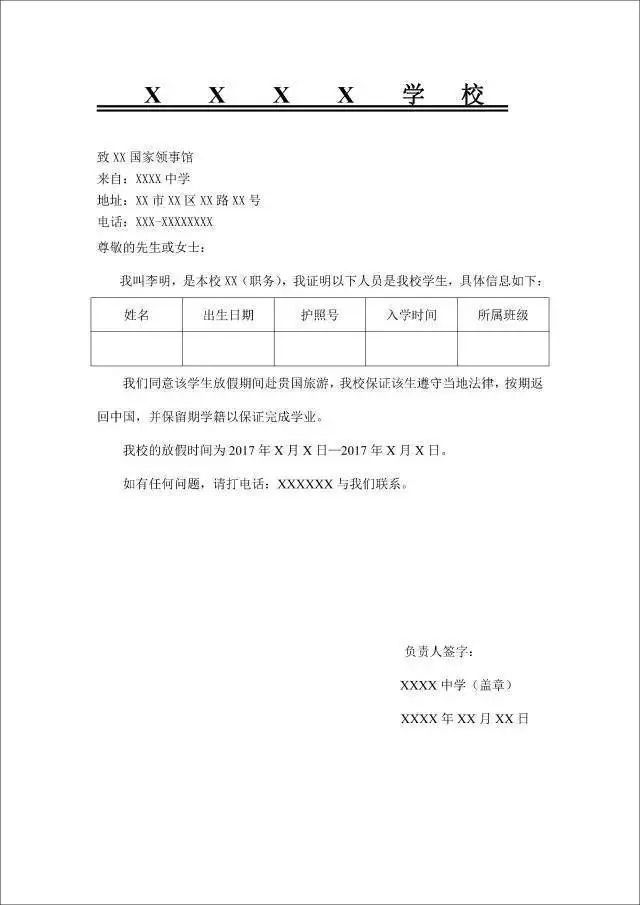 X X X X 学 校
致 XX 国家领事馆
来自：XXXX 中学
地址：XX 市 XX 区 XX 路 XX 号
电话：XXX-XXXXXXXX
尊敬的先生或女士：
我叫李明，是本校 XX（职务），我证明以下人员是我校学生，具体信息如下：
姓名 出生日期 护照号 入学时间 所属班级
我们同意该学生放假期间赴贵国旅游，我校保证该生遵守当地法律，按期返
回中国，并保留期学籍以保证完成学业。
我校的放假时间为 2017 年 X 月 X 日—2017 年 X 月 X 日。
如有任何问题，请打电话：XXXXXX 与我们联系。
负责人签字：
XXXX 中学（盖章）
XXXX 年 XX 月 XX 日